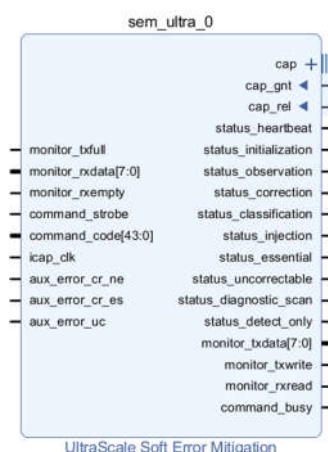 sem_ultra_0
cap
cap_gnt
cap_rel
status_heartbeat
monitor_txfull
status_initialization
monitor_rxdata[7:0]
status_observation
monitor_rxempty
status_correction
command_strobe
status_classification
command_code[43:0]
status_injection
icap_clk
status_essential
aux_error_cr_ne
status_uncorrectable
aux_error_cr_es
status_diagnostic_scan
aux_error_uc
status_detect_only
monitor_txdata[7:0]
monitor_txwrite
monitor_rxread
command_busy
UltraScale Soft Error Mitigation